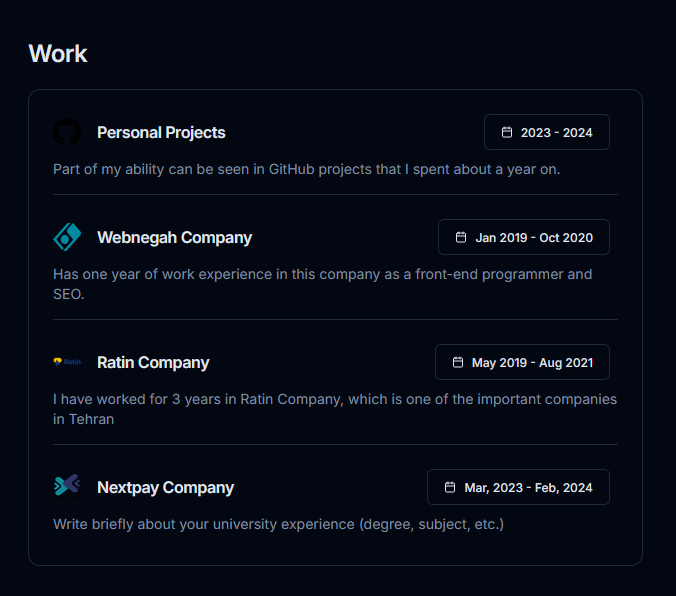 Work
Personal Projects
2023 - 2024
Part of my ability can be seen in GitHub projects that I spent about a year on.
Webnegah Company
Jan 2019 - Oct 2020
Has one year of work experience in this company as a front-end programmer and
SEO.
Ratin
Ratin Company
May 2019 - Aug 2021
I have worked for 3 years in Ratin Company, which is one of the important companies
in Tehran
Nextpay Company
Mar, 2023 - Feb, 2024
Write briefly about your university experience (degree, subject, etc.)